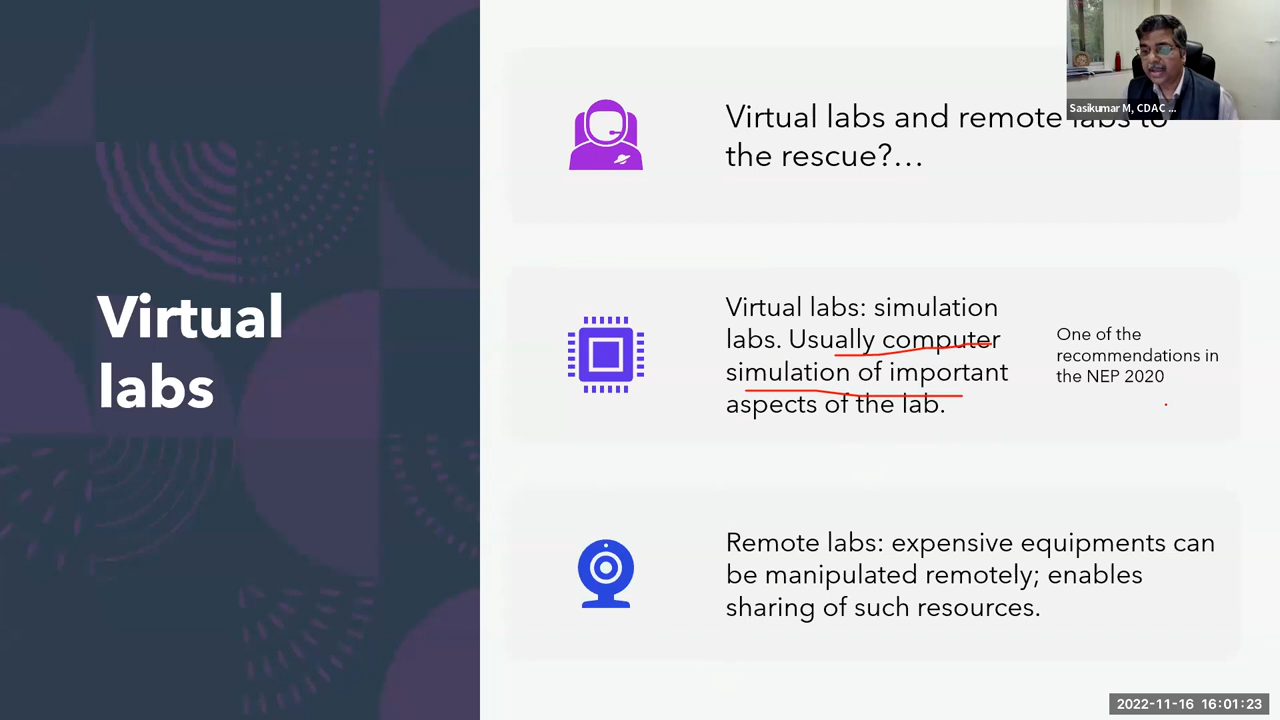 Virtual
labs
Virtual labs and remote labs to
the rescue?...
Sasikumar M, CDAC ...
Virtual labs: simulation
labs. Usually computer
simulation of important
aspects of the lab.
One of the
recommendations in
the NEP 2020
Remote labs: expensive equipments can
be manipulated remotely; enables
sharing of such resources.
2022-11-16 16:01:23